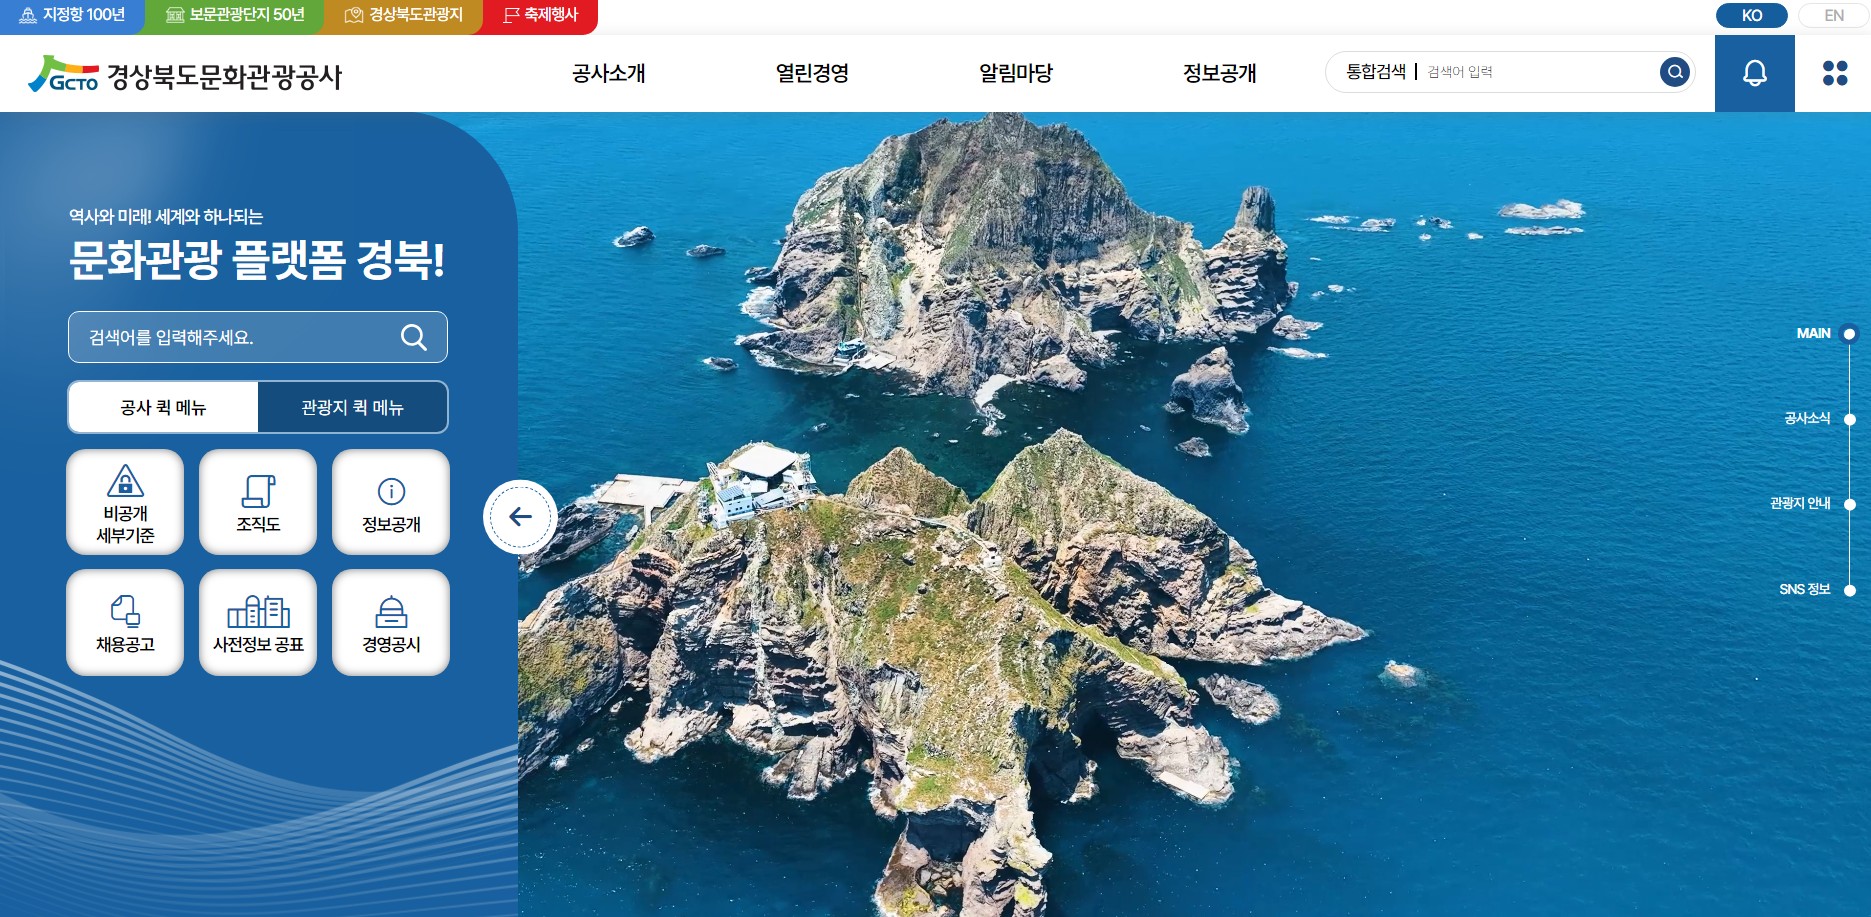 지정항 100년
보문관광단지 50년
경상북도관광지
축제행사
KO
EN
GCTO 경상북도문화관광공사
공사소개
열린경영
알림마당
정보공개
통합검색
검색어 입력
역사와 미래! 세계와 하나되는
문화관광 플랫폼 경북!
검색어를 입력해주세요.
공사 퀵 메뉴
관광지 퀵 메뉴
비공개
세부기준
조직도
정보공개
채용공고
사전정보 공표
경영공시
MAIN
공사소식
관광지 안내
SNS 정보